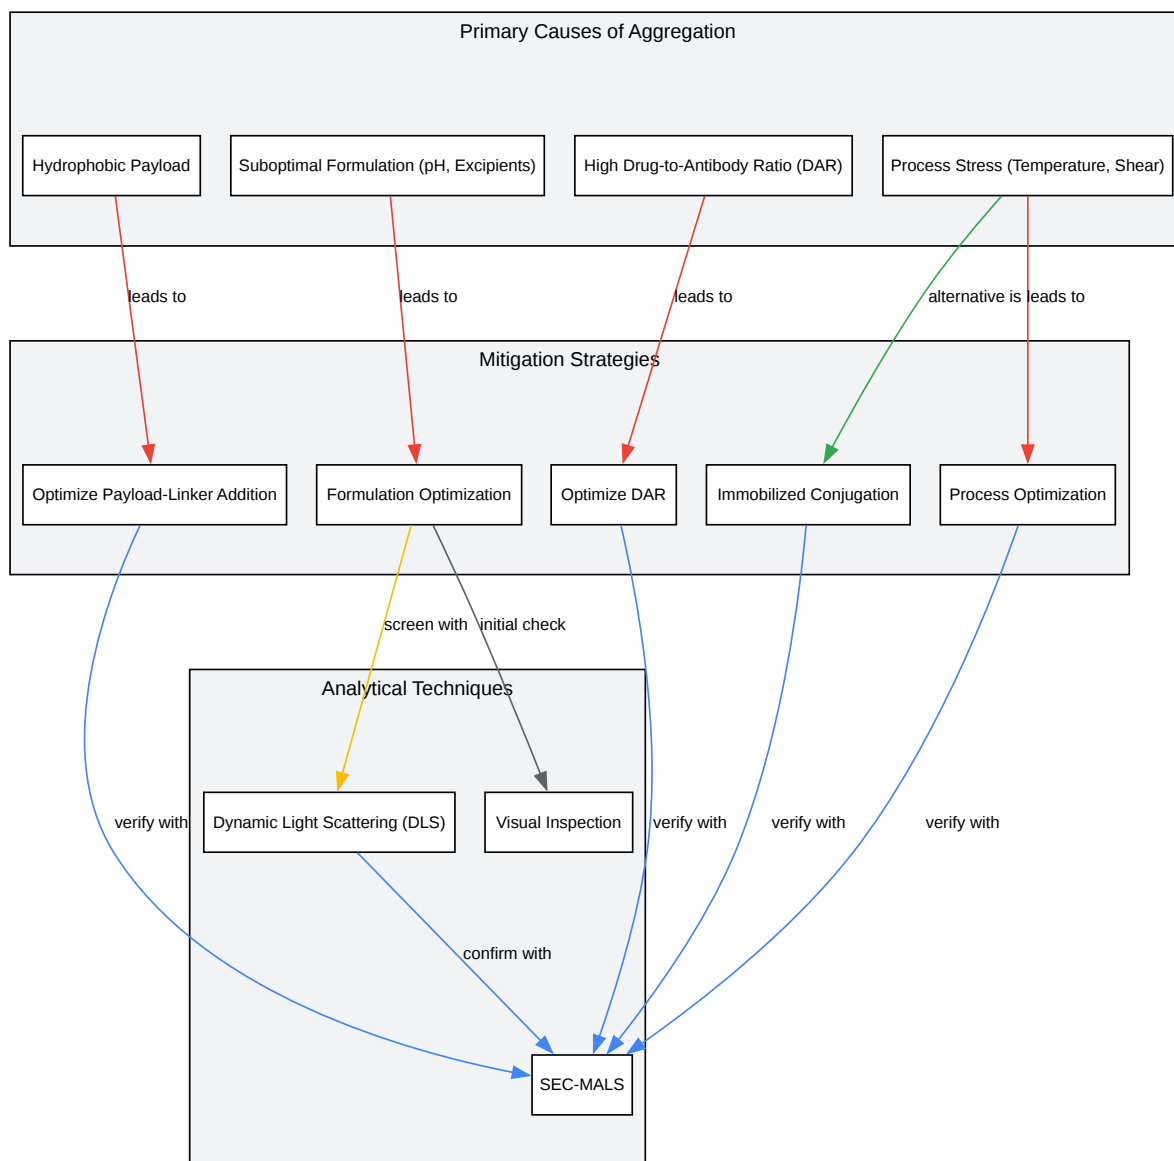 Primary Causes of Aggregation
Hydrophobic Payload
Suboptimal Formulation (pH, Excipients)
High Drug-to-Antibody Ratio (DAR)
Process Stress (Temperature, Shear)
leads to
leads to
leads to
alternative is
leads to
Mitigation Strategies
Optimize Payload-Linker Addition
Formulation Optimization
Optimize DAR
Immobilized Conjugation
Process Optimization
screen with
initial check
Analytical Techniques
Dynamic Light Scattering (DLS)
Visual Inspection
verify with
verify with
verify with
verify with
confirm with
SEC-MALS